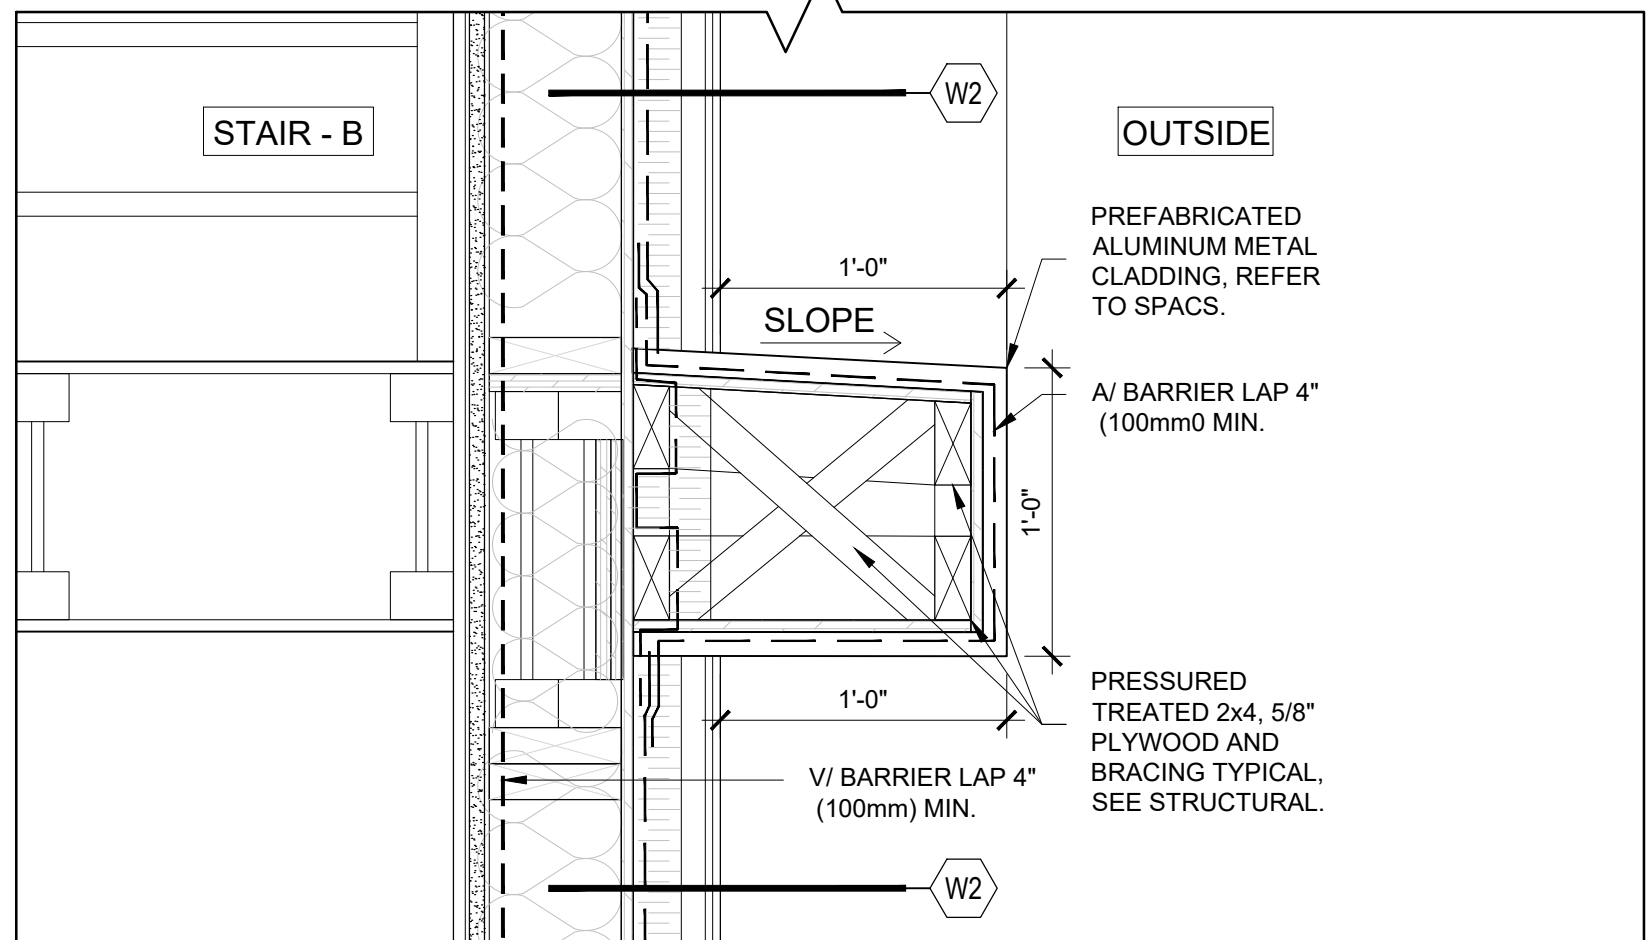 W2
STAIR - B
OUTSIDE
PREFABRICATED
ALUMINUM METAL
CLADDING, REFER
TO SPACS.
1'-0"
SLOPE
A/ BARRIER LAP 4"
(100mm0 MIN.
1'-0"
1'-0"
PRESSURED
TREATED 2x4, 5/8"
PLYWOOD AND
BRACING TYPICAL,
SEE STRUCTURAL.
V/ BARRIER LAP 4"
(100mm) MIN.
W2